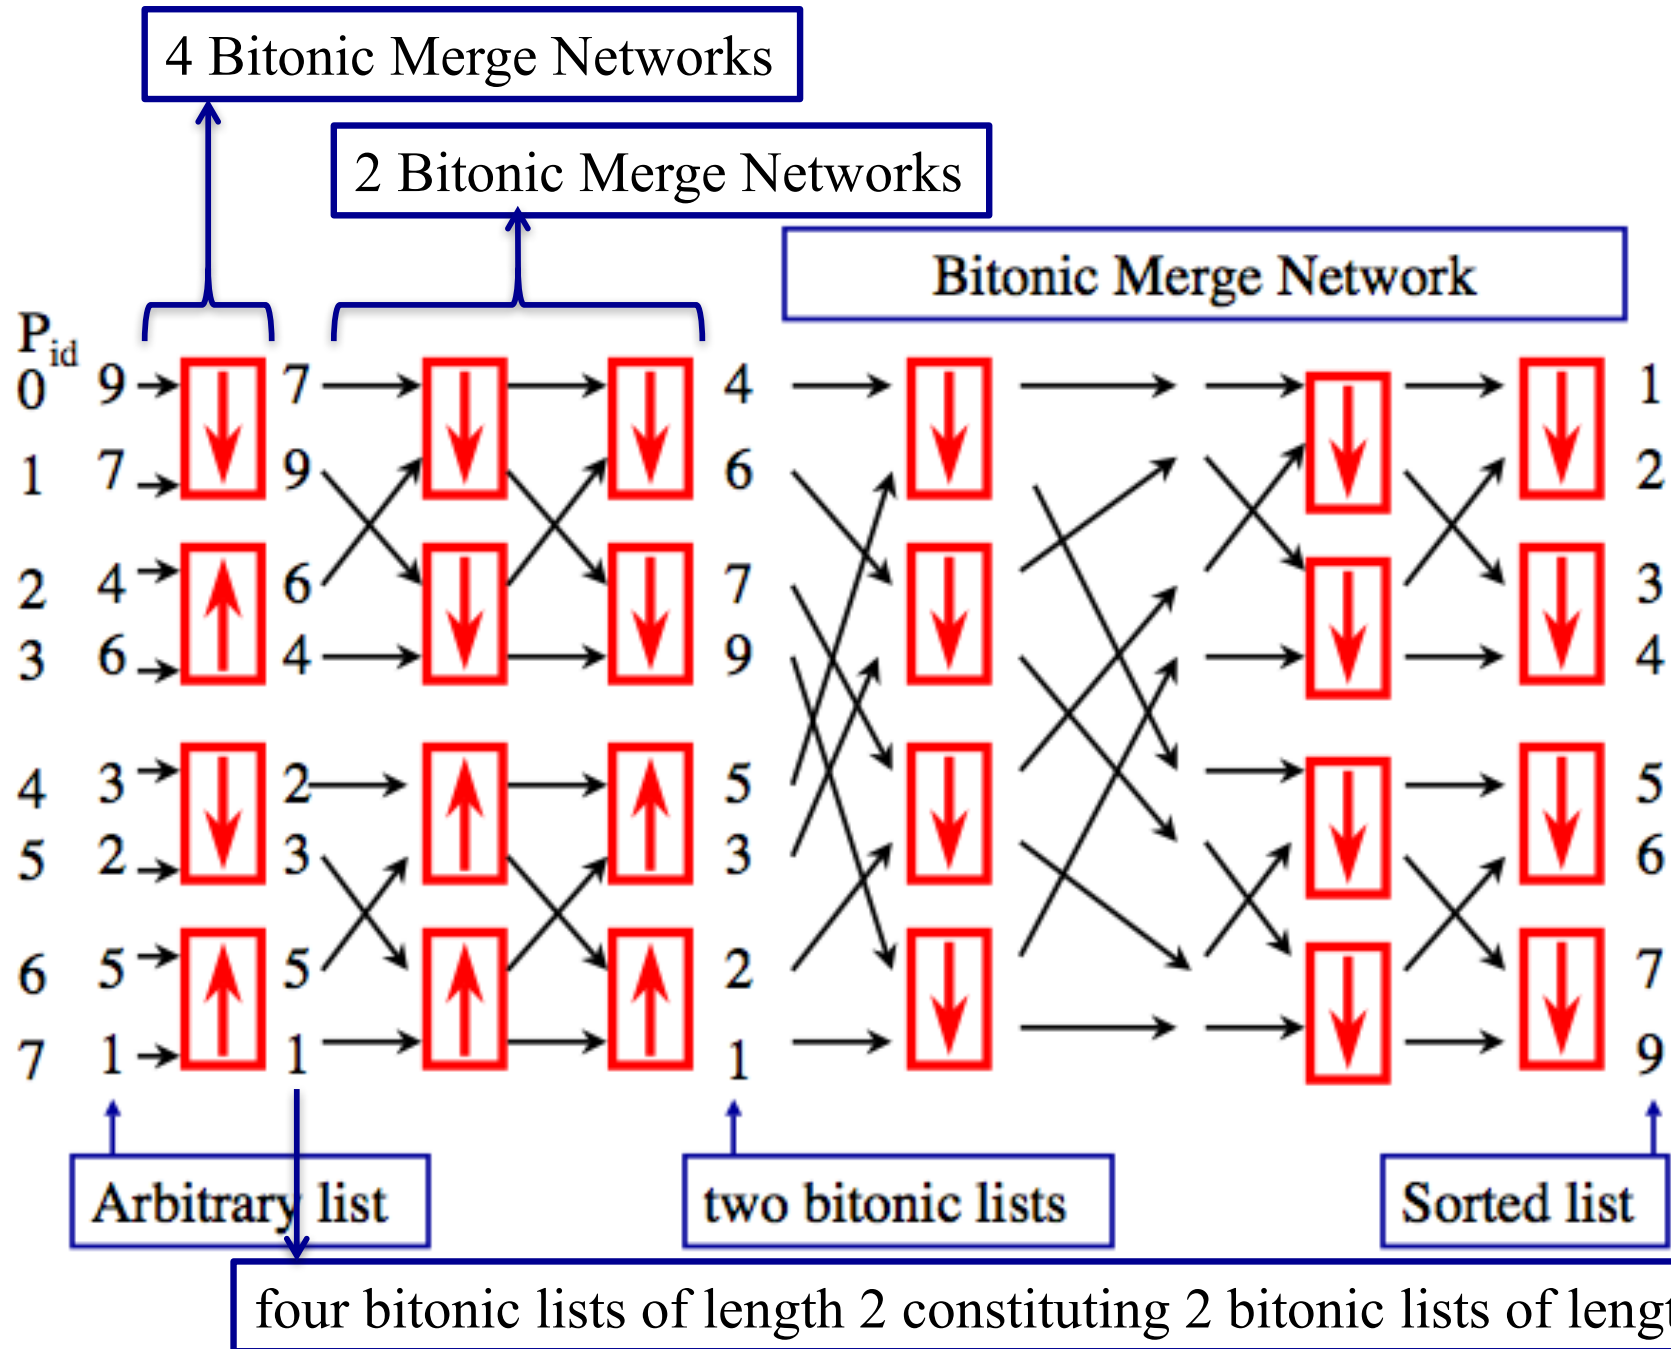 4 Bitonic Merge Networks
2 Bitonic Merge Networks
Bitonic Merge Network
Pid
0 9 7 4 1
1 7 9 6 2
2 4 6 7 3
3 6 4 9 4
4 3 2 5 5
5 2 3 3 6
6 5 5 2 7
7 1 1 1 9
Arbitrary list two bitonic lists Sorted list
four bitonic lists of length 2 constituting 2 bitonic lists of